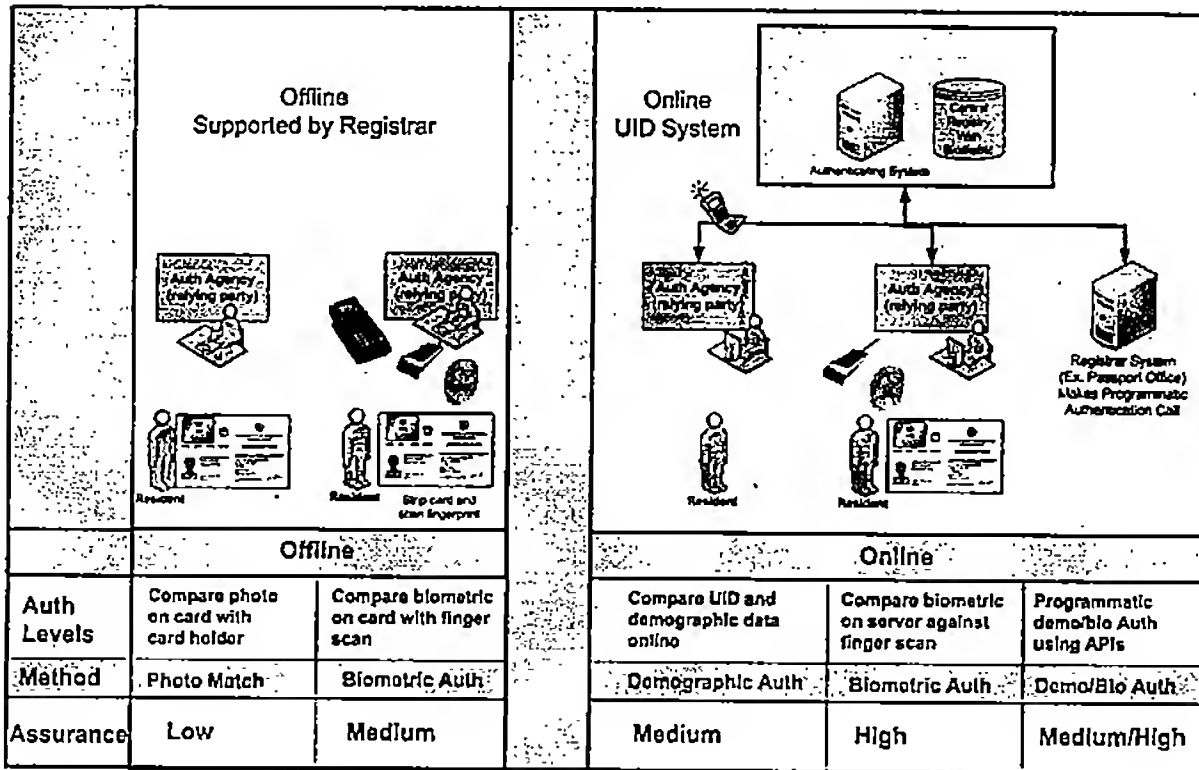 Offline
Supported by Registrar
Auth Agency
(relying party)
Auth Agency
(relying party)
Resident
Resident
Strip card and
scan fingerprint
Online
UID System
Authenticating System
Central
Registry
With
Auth Agency
(relying party)
Auth Agency
(relying party)
Registrar System
(Ex. Passport Office)
Makes Programmatic
Authentication Call
Resident
Resident
Offline
Online
Auth
Levels
Compare photo
on card with
card holder
Compare biometric
on card with finger
scan
Compare UID and
demographic data
online
Compare biometric
on server against
finger scan
Programmatic
demo/bio Auth
using APIs
Method
Photo Match
Biometric Auth
Demographic Auth
Biometric Auth
Demo/Bio Auth
Assurance
Low
Medium
Medium
High
Medium/High